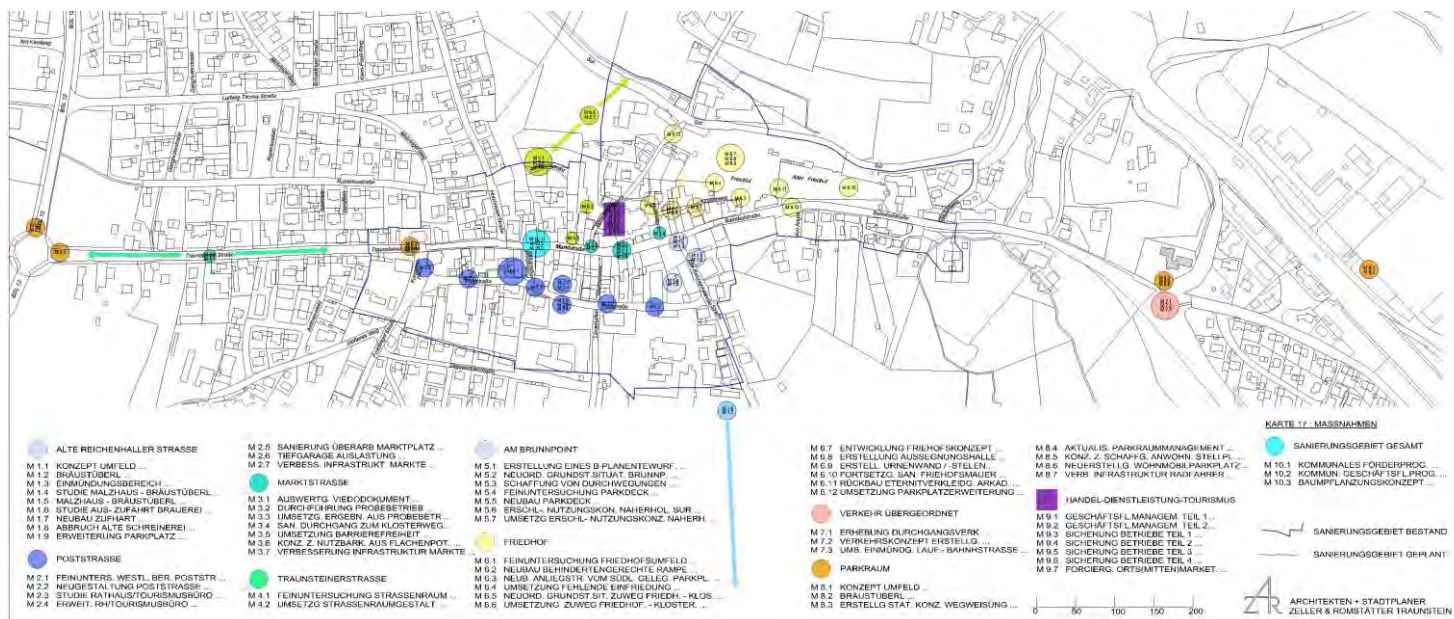 Ludwig Thoma-Straße
Friedhof
Alter Friedhof
Bahnhofstraße
Bahnhofstraße
Marktstraße
Traunsteiner Straße
ALTE REICHENHALLER STRASSE
M 1.1 KONZEPT UMFELD ...
M 1.2 BRÄUSTÜBERL ...
M 1.3 EINMÜNDUNGSBEREICH ...
M 1.4 STUDIE MALZHAUS - BRÄUSTÜBERL ...
M 1.5 MALZHAUS - BRÄUSTÜBERL ...
M 1.6 STUDIE AUS- ZUFAHRT BRAUEREI ...
M 1.7 NEUBAU ZUFHART ...
M 1.8 ABBRUCH ALTE SCHREINEREI ...
M 1.9 ERWEITERUNG PARKPLATZ ...
POSTSTRASSE
M 2.1 FEINUNTERS. WESTL. BER. POSTSTR ...
M 2.2 NEUGESTALTUNG POSTSTRASSE ...
M 2.3 STUDIE RATHAUS/TOURISMUSBÜRO ...
M 2.4 ERWEIT. RH/TOURISMUSBÜRO ...
M 2.5 SANIERUNG ÜBERARB MARKTPLATZ ...
M 2.6 TIEFGARAGE AUSLASTUNG ...
M 2.7 VERBESS. INFRASTRUKT. MÄRKTE ...
MARKTSTRASSE
M 3.1 AUSWERTG. VIEDODOKUMENT ...
M 3.2 DURCHFÜHRUNG PROBEBETRIEB ...
M 3.3 UMSETZG. ERGEBN. AUS PROBEBETR ...
M 3.4 SAN. DURCHGANG ZUM KLOSTERWEG...
M 3.5 UMSETZUNG BARRIEREFREIHEIT ...
M 3.6 KONZ. Z. NUTZBARK. AUS FLÄCHENPOT. ...
M 3.7 VERBESSERUNG INFRASTRUKTUR MÄRKTE ...
TRAUNSTEINERSTRASSE
M 4.1 FEINUNTERSUCHUNG STRASSENRAUM ...
M 4.2 UMSETZG STRASSENRAUMGESTALT. ...
AM BRUNNPOINT
M 5.1 ERSTELLUNG EINES B-PLANENTWURF. ...
M 5.2 NEUORD. GRUNDST SITUAT. BRUNNP. ...
M 5.3 SCHAFFUNG VON DURCHWEGUNGEN ...
M 5.4 FEINUNTERSUCHUNG PARKDECK ...
M 5.5 NEUBAU PARKDECK ...
M 5.6 ERSCHL.- NUTZUNGSKON. NAHERHOL. SUR ...
M 5.7 UMSETZG ERSCHL- NUTZUNGSKONZ. NAHERH. ...
FRIEDHOF
M 6.1 FEINUNTERSUCHUNG FRIEDHOFSUMFELD ...
M 6.2 NEUBAU BEHINDERTENGERECHTE RAMPE ...
M 6.3 NEUB. ANLIEGSTR. VOM SÜDL. GELEG. PARKPL. ...
M 6.4 UMSETZUNG FEHLENDE EINFRIEDUNG ...
M 6.5 NEUORD. GRUND.SIT. ZUWEG FRIEDH. - KLOS ...
M 6.6 UMSETZUNG ZUWEG FRIEDHOF - KLOSTER. ...
M 6.7 ENTWICKLUNG FRIEHOFSKONZEPT ...
M 6.8 ERSTELLUNG AUSSEGNUNGSHALLE ...
M 6.9 ERSTELL. URNENWAND / -STELEN ...
M 6.10 FORTSETZG. SAN. FRIEHOFSMAUER ...
M 6.11 RÜCKBAU ETERNITVERKLEIDG. ARKAD. ...
M 6.12 UMSETZUNG PARKPLATZERWEITERUNG ...
VERKEHR ÜBERGEORDNET
M 7.1 ERHEBUNG DURCHGANGSVERK. ...
M 7.2 VERKEHRSKONZEPT ERSTELLG. ...
M 7.3 UMB. EINMÜNDG. LAUF.- BAHNHSTRASSE ...
PARKRAUM
M 8.1 KONZEPT UMFELD ...
M 8.2 BRÄUSTÜBERL ...
M 8.3 ERSTELLG STAT. KONZ. WEGWEISUNG ...
M 8.4 AKTUALIS. PARKRAUMMANAGEMENT ...
M 8.5 KONZ. Z. SCHAFFG. ANWOHN. STELLPL. ...
M 8.6 NEUERSTELLG. WOHNMOBILPARKPLATZ ...
M 8.7 VERB. INFRASTRUKTUR RADFAHRER ...
HANDEL-DIENSTLEISTUNG-TOURISMUS
M 9.1 GESCHÄFTSFL.MANAGEM. TEIL 1...
M 9.2 GESCHÄFTSFL.MANAGEM. TEIL 2...
M 9.3 SICHERUNG BETRIEBE TEIL 1 ...
M 9.4 SICHERUNG BETRIEBE TEIL 2 ...
M 9.5 SICHERUNG BETRIEBE TEIL 3 ...
M 9.6 SICHERUNG BETRIEBE TEIL 4 ...
M 9.7 FORCIERG. ORTS(MITTEN)MARKET. ...
KARTE 17 : MASSNAHMEN
SANIERUNGSGEBIET GESAMT
M 10.1 KOMMUNALES FÖRDERPROG. ...
M 10.2 KOMMUN. GESCHÄFTSFL.PROG. ...
M 10.3 BAUMPFLANZUNGSKONZEPT ...
SANIERUNGSGEBIET BESTAND
SANIERUNGSGEBIET GEPLANT
0 50 100 150 200
ARCHITEKTEN + STADTPLANER
ZELLER & ROMSTÄTTER TRAUNSTEIN